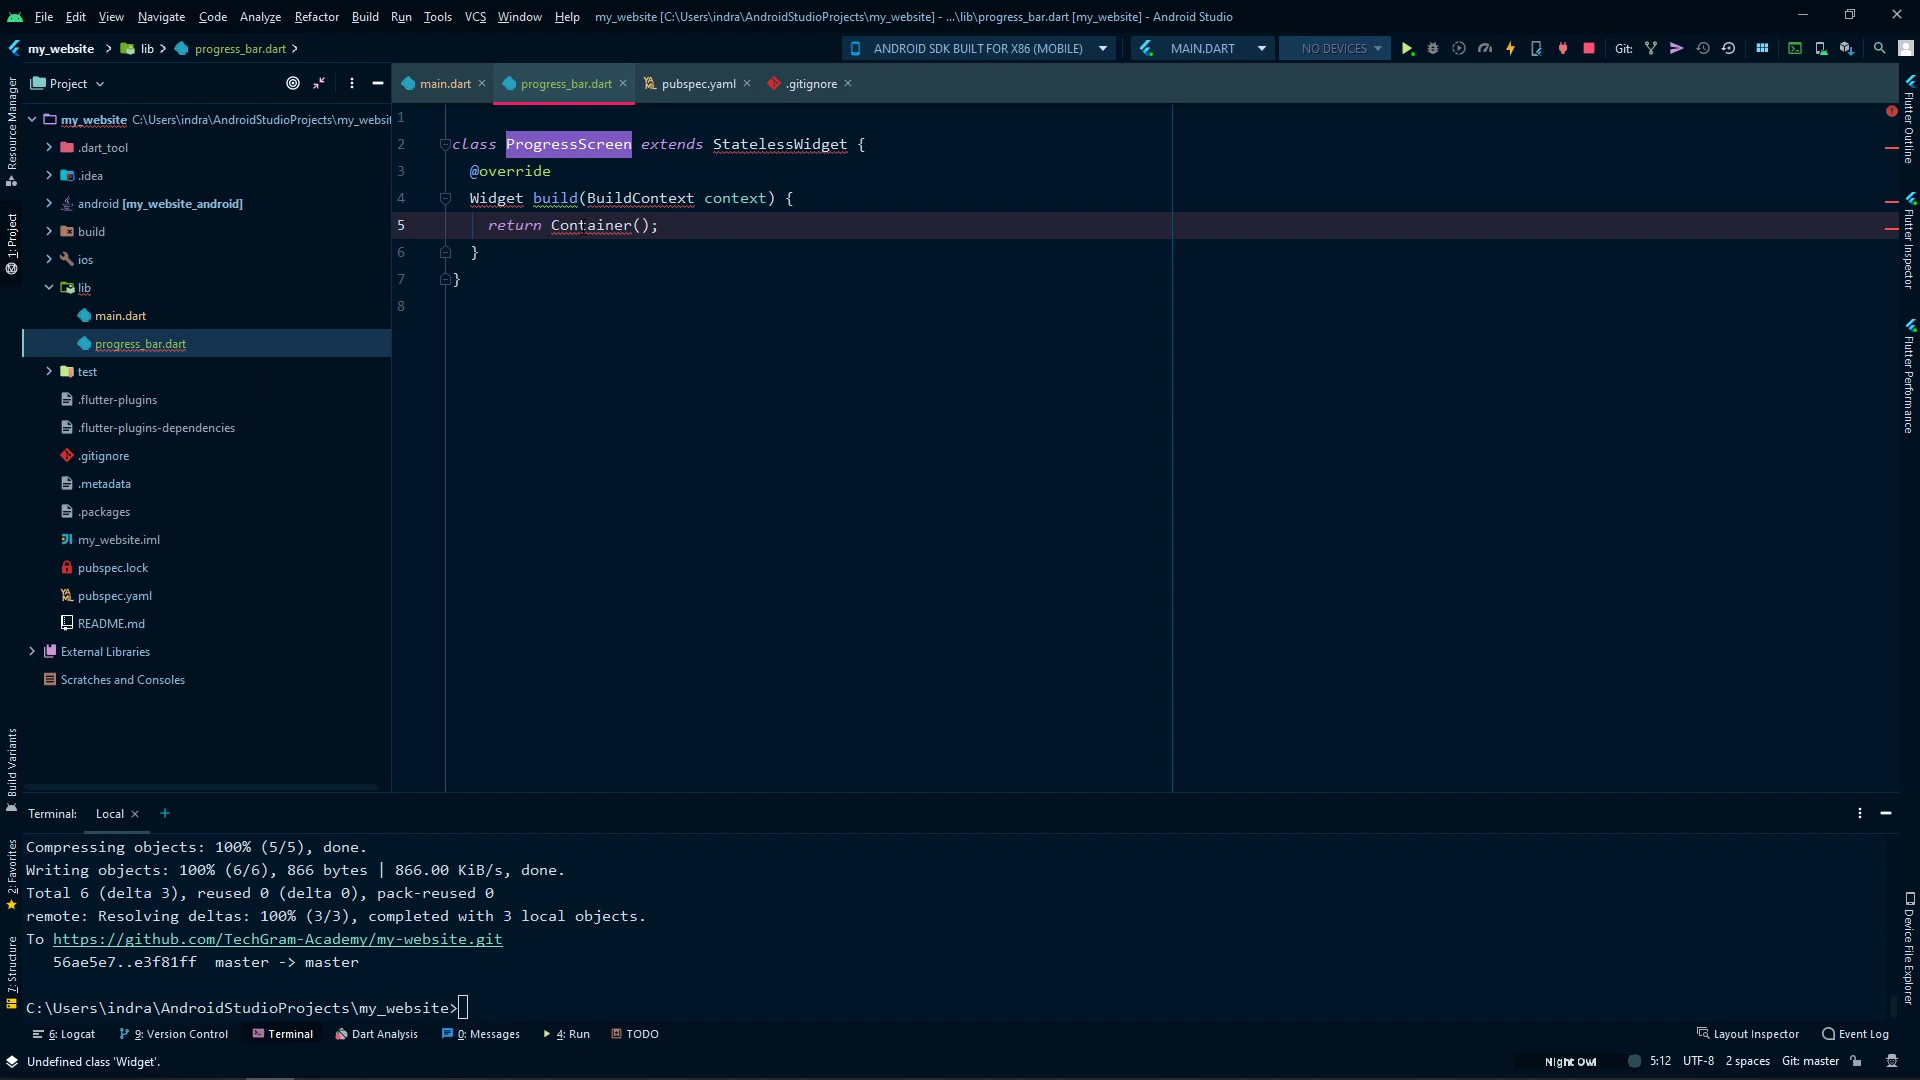 File Edit View Navigate Code Analyze Refactor Build Run Tools VCS Window Help my_website [C:\Users\indra\AndroidStudioProjects\my_website] - ...\lib\progress_bar.dart [my_website] - Android Studio
my_website lib progress_bar.dart ANDROID SDK BUILT FOR X86 (MOBILE) MAIN.DART NO DEVICES Git:
Project main.dart progress_bar.dart pubspec.yaml .gitignore
my_website C:\Users\indra\AndroidStudioProjects\my_websit
.dart_tool
.idea
android [my_website_android]
build
ios
lib
main.dart
progress_bar.dart
test
.flutter-plugins
.flutter-plugins-dependencies
.gitignore
.metadata
.packages
my_website.iml
pubspec.lock
pubspec.yaml
README.md
External Libraries
Scratches and Consoles
1
2 class ProgressScreen extends StatelessWidget {
3 @override
4 Widget build(BuildContext context) {
5 return Container();
6 }
7 }
8
Resource Manager
1: Project
Build Variants
2: Favorites
7: Structure
Flutter Outline
Flutter Inspector
Flutter Performance
Device File Explorer
Terminal: Local
Compressing objects: 100% (5/5), done.
Writing objects: 100% (6/6), 866 bytes | 866.00 KiB/s, done.
Total 6 (delta 3), reused 0 (delta 0), pack-reused 0
remote: Resolving deltas: 100% (3/3), completed with 3 local objects.
To https://github.com/TechGram-Academy/my-website.git
56ae5e7..e3f81ff master -> master
C:\Users\indra\AndroidStudioProjects\my_website>
6: Logcat 9: Version Control Terminal Dart Analysis 0: Messages 4: Run TODO Layout Inspector Event Log
Undefined class 'Widget'. Night Owl 5:12 UTF-8 2 spaces Git: master